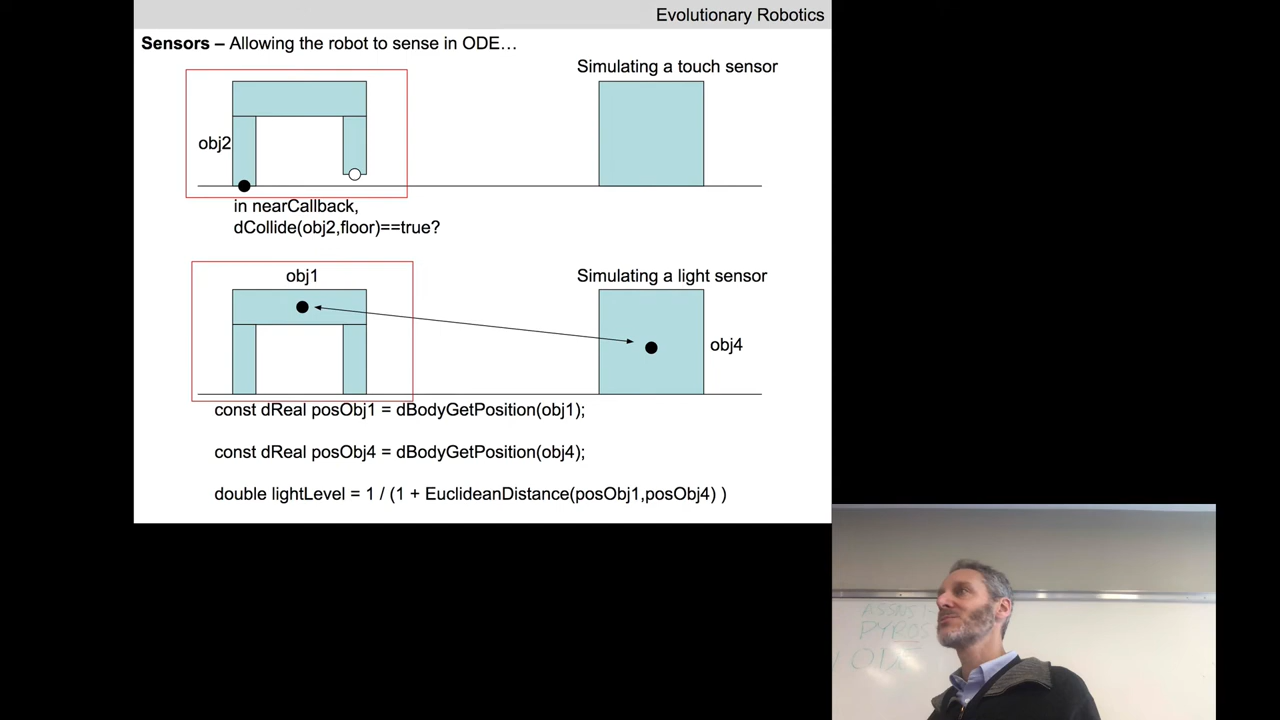 Evolutionary Robotics
Sensors – Allowing the robot to sense in ODE…
Simulating a touch sensor
obj2
in nearCallback,
dCollide(obj2,floor)==true?
obj1
Simulating a light sensor
obj4
const dReal posObj1 = dBodyGetPosition(obj1);
const dReal posObj4 = dBodyGetPosition(obj4);
double lightLevel = 1 / (1 + EuclideanDistance(posObj1,posObj4) )
PYROS
ODE